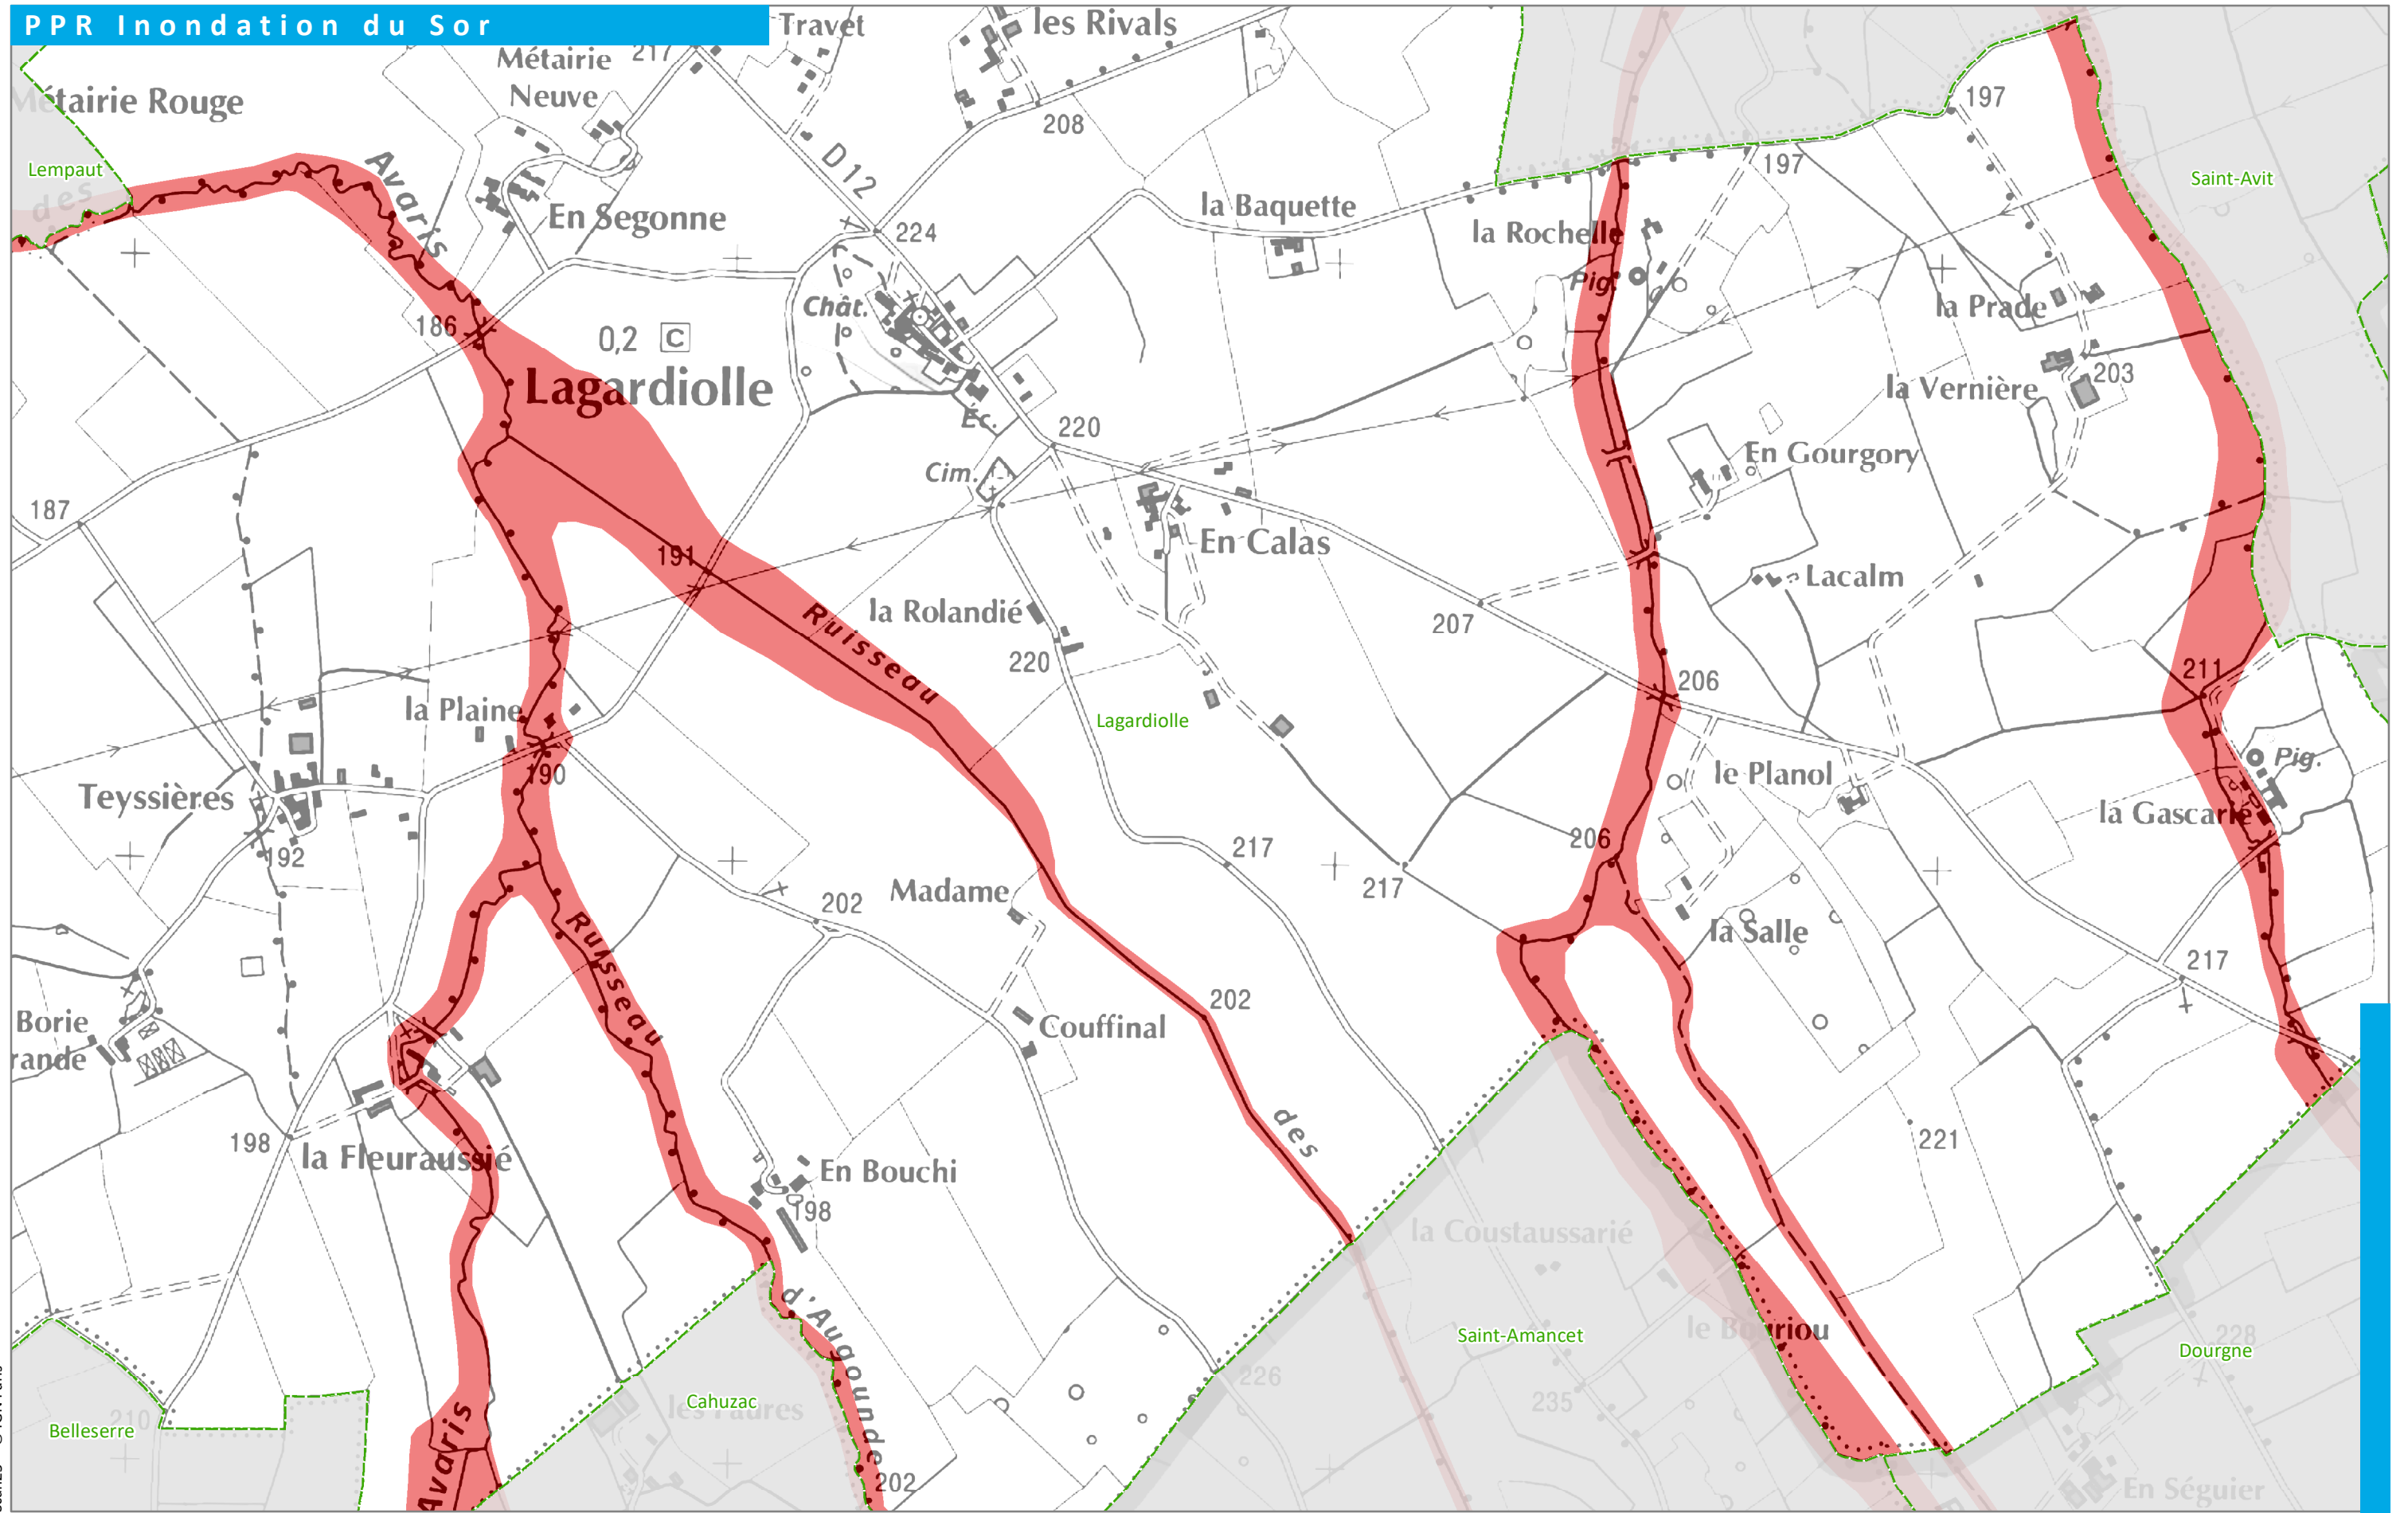 PPR Inondation du Sor
Travet
les Rivals
Métairie
Neuve
217
Métairie Rouge
208
197
D12
Avaris
Lempaut
des
197
Saint-Avit
En Segonne
la Baquette
224
la Rochelle
Pig.
Chât.
la Prade
186
0,2 C
Lagardiolle
203
la Vernière
Éc.
220
En Gourgory
Cim.
187
En Calas
191
Lacalm
la Rolandié
Ruisseau
207
220
211
206
la Plaine
Lagardiolle
Pig.
190
le Planol
Teyssières
la Gascarié
206
192
217
217
Madame
202
la Salle
Ruisseau
217
202
Borie
rande
Couffinal
des
198
la Fleuraussié
221
En Bouchi
198
la Coustaussarié
d'Augounde
Saint-Amancet
le Bouriou
228
Dourgne
226
Cahuzac
les Faures
235
210
Belleserre
Avaris
202
En Séguier